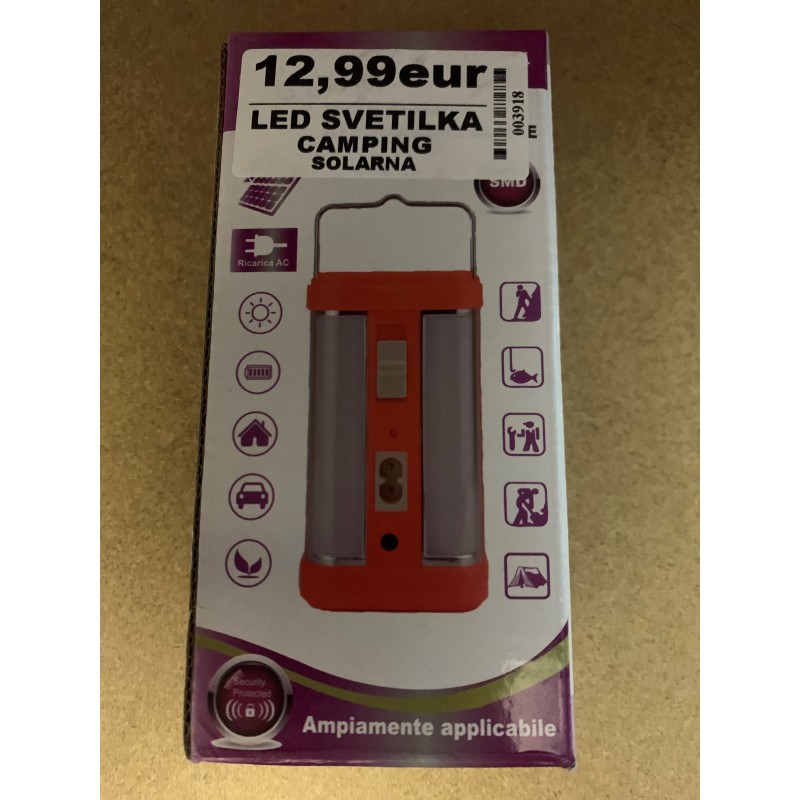 12,99eur
LED SVETILKA
CAMPING
SOLARNA
003918
E
SMD
Ricarica AC
Security
Protected
Ampiamente applicabile